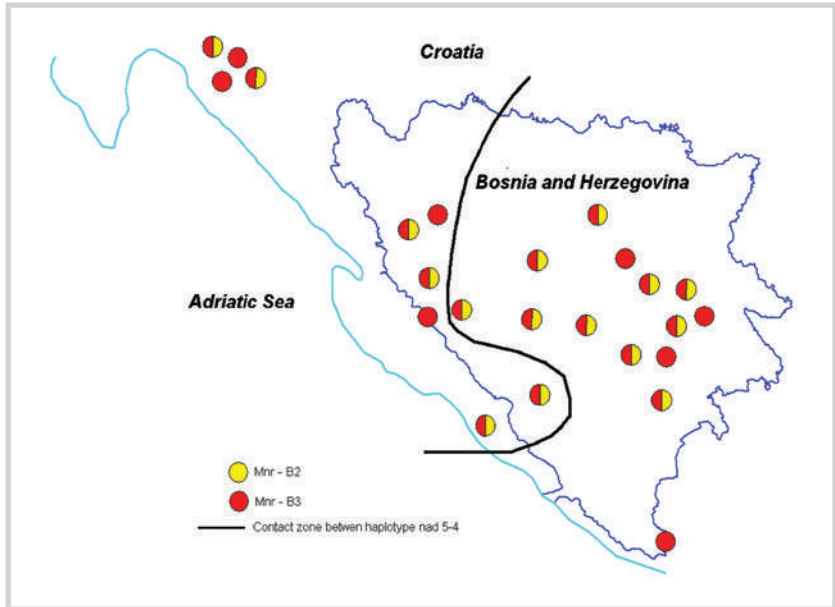 Croatia
Bosnia and Herzegovina
Adriatic Sea
Mnr - B2
Mnr - B3
Contact zone betwen haplotype nad 5-4